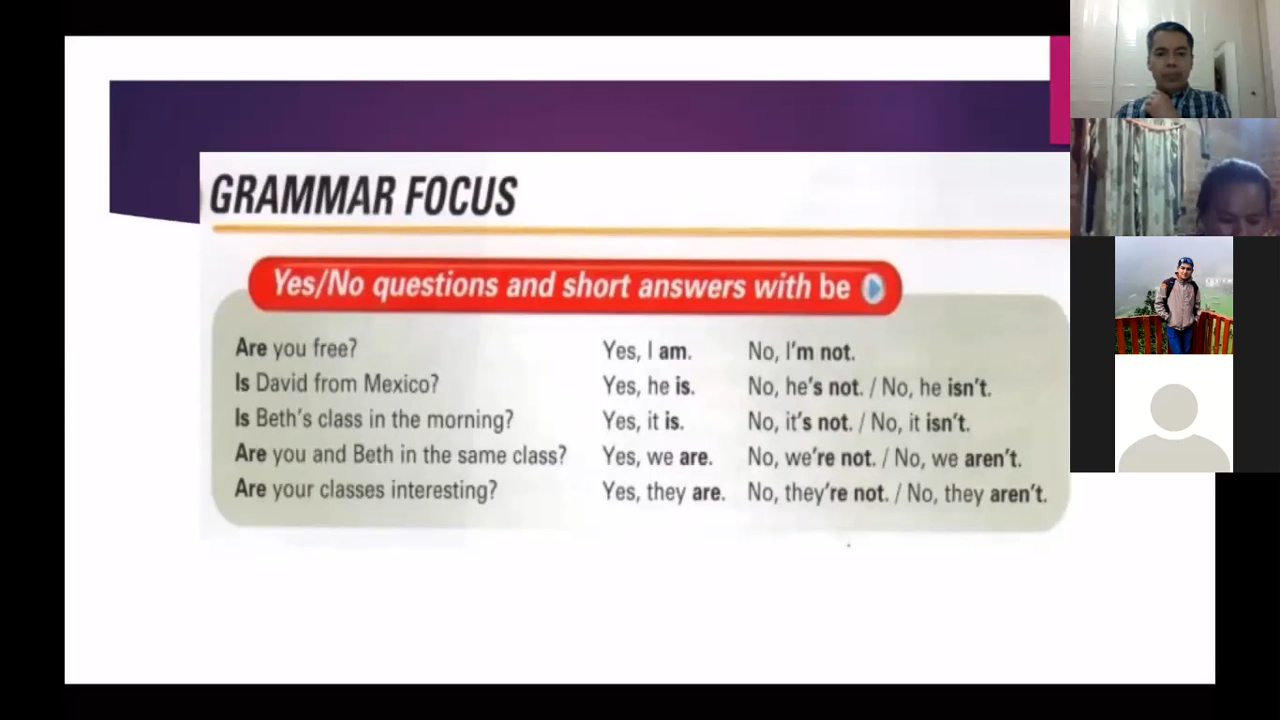 GRAMMAR FOCUS
Yes/No questions and short answers with be
Are you free? Yes, I am. No, I'm not.
Is David from Mexico? Yes, he is. No, he's not. / No, he isn't.
Is Beth's class in the morning? Yes, it is. No, it's not. / No, it isn't.
Are you and Beth in the same class? Yes, we are. No, we're not. / No, we aren't.
Are your classes interesting? Yes, they are. No, they're not. / No, they aren't.